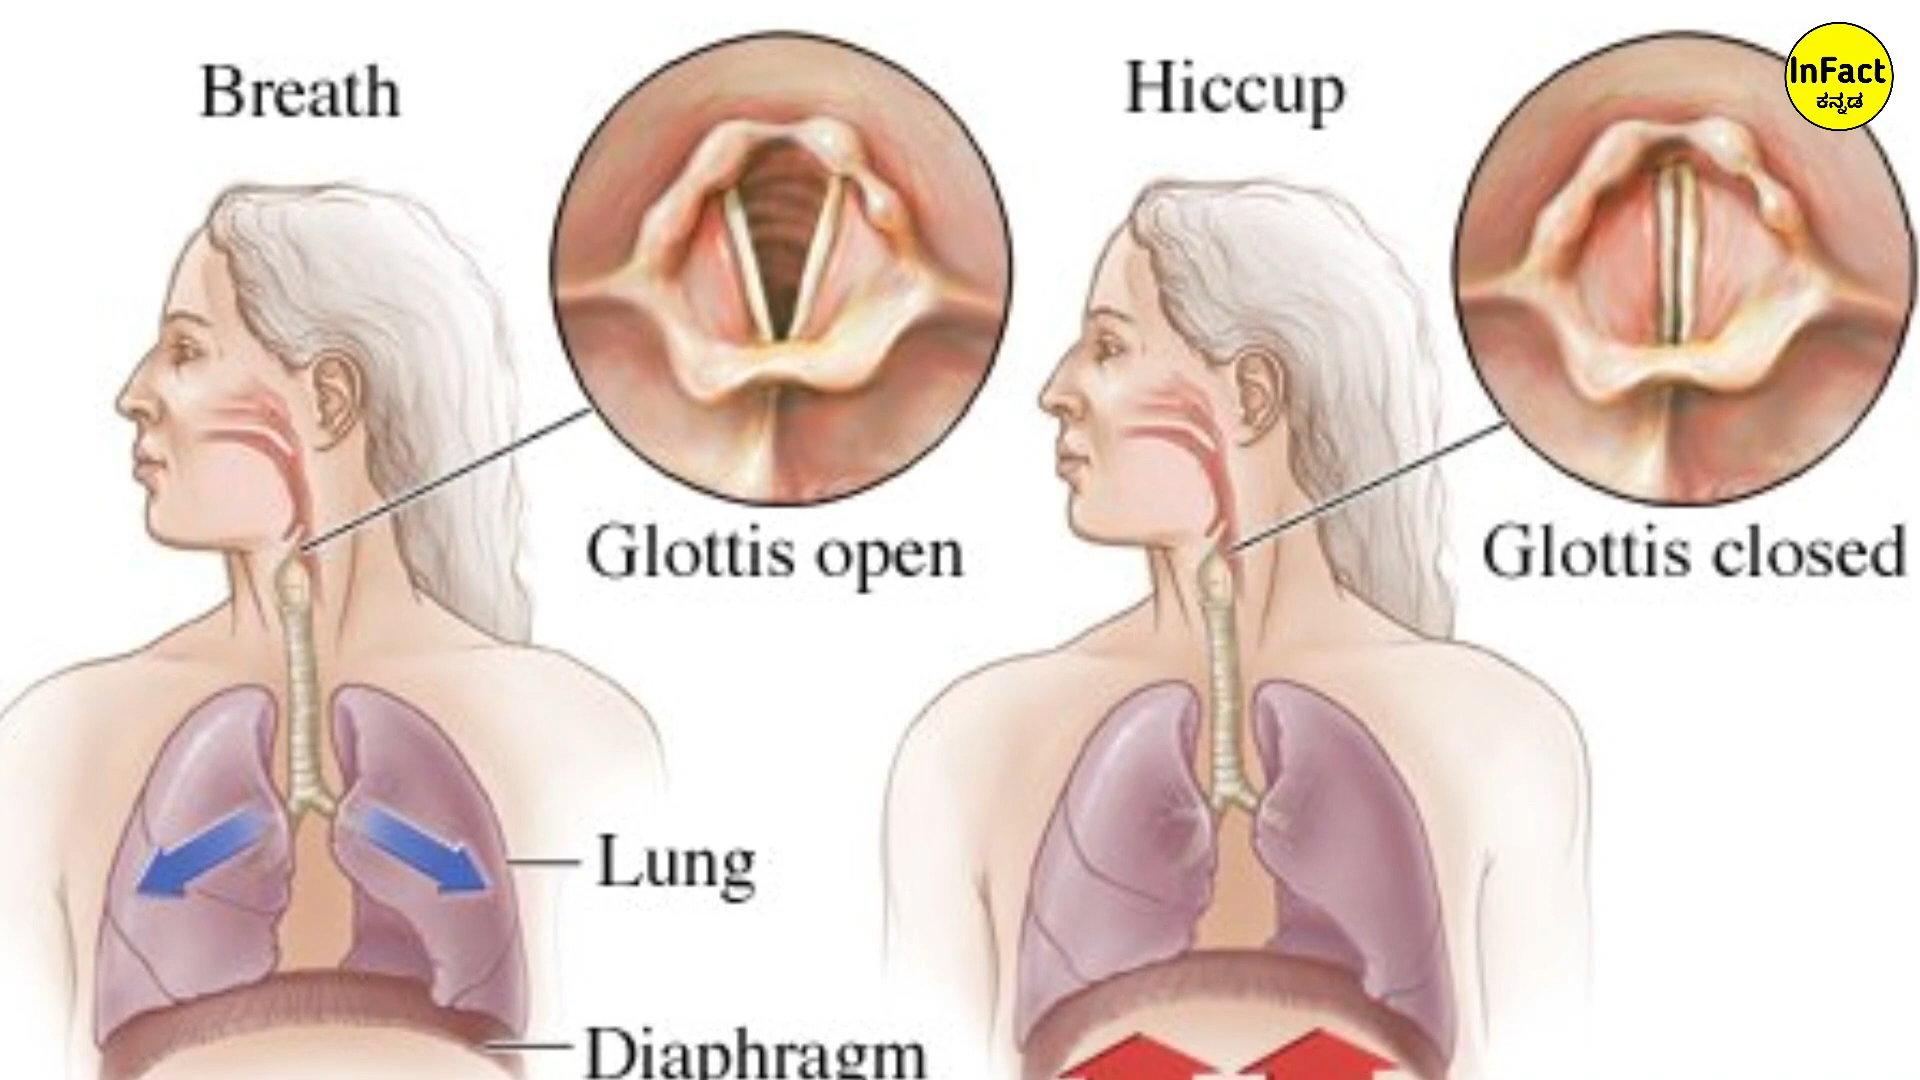 Breath
Hiccup
InFact
ಕನ್ನಡ
Glottis open
Glottis closed
Lung
Diaphragm